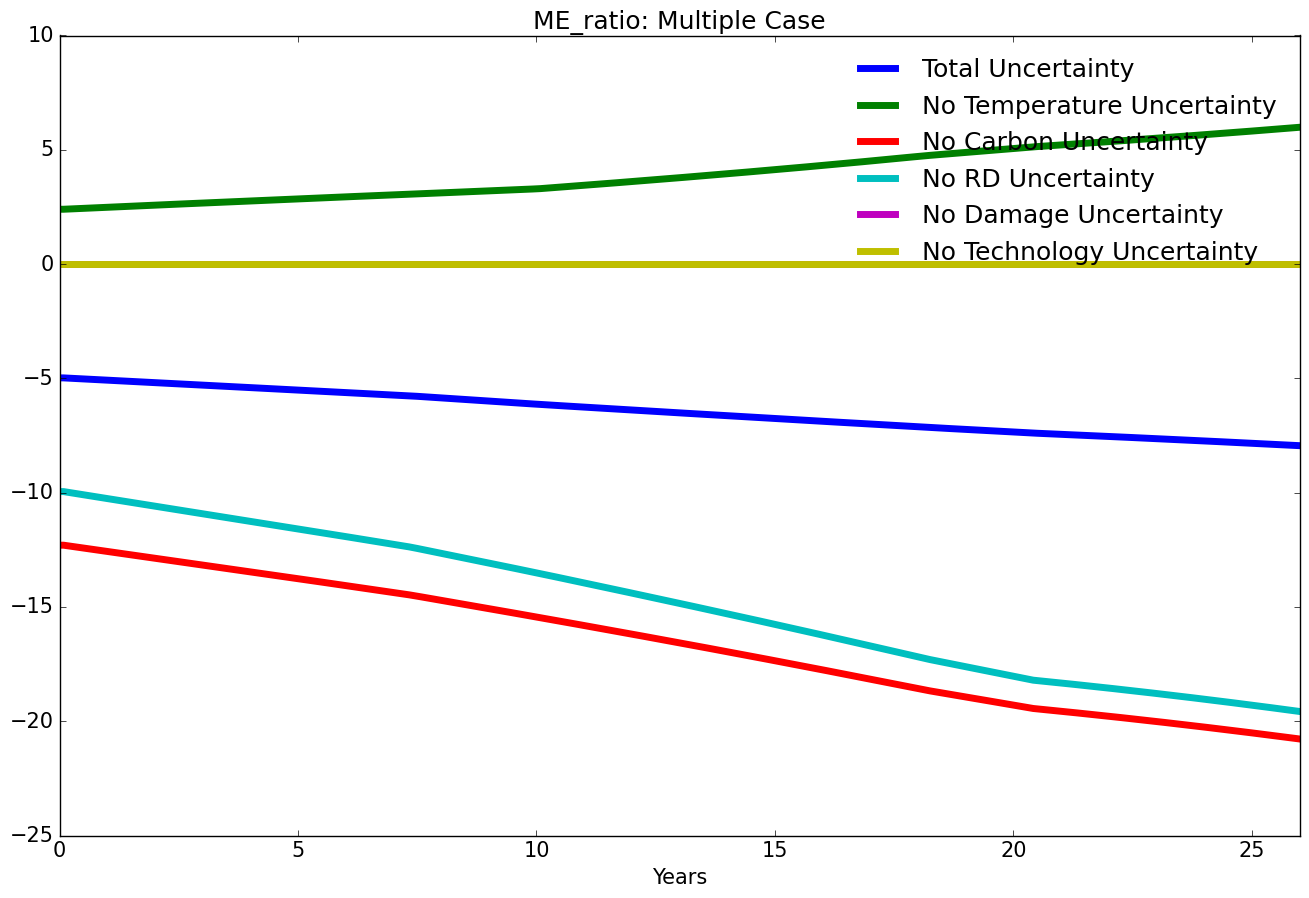 ME_ratio: Multiple Case
10
5
0
−5
−10
−15
−20
−25
Total Uncertainty
No Temperature Uncertainty
No Carbon Uncertainty
No RD Uncertainty
No Damage Uncertainty
No Technology Uncertainty
0 5 10 15 20 25
Years